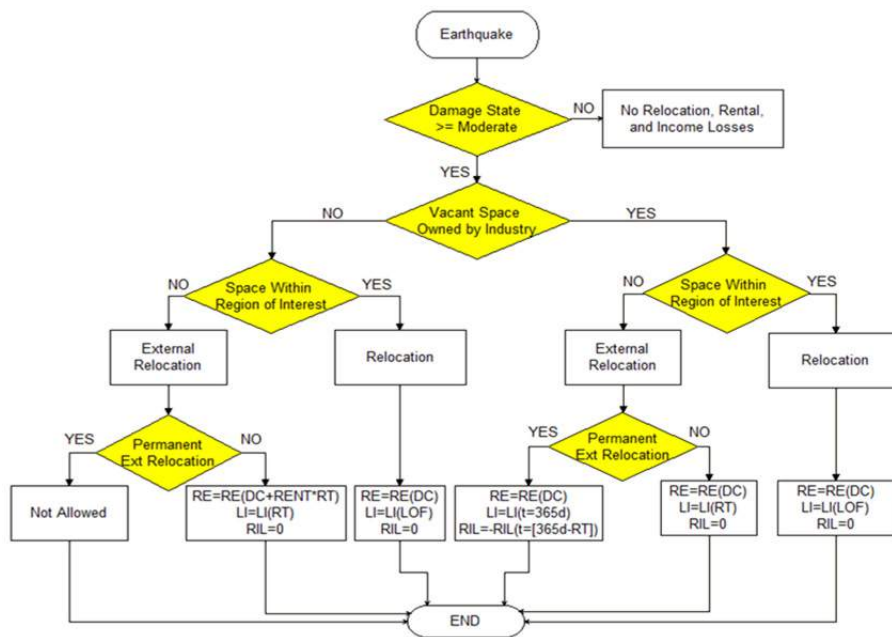 Earthquake
Damage State
>= Moderate
NO
No Relocation, Rental,
and Income Losses
YES
NO
Vacant Space
Owned by Industry
YES
NO
Space Within
Region of Interest
YES
NO
Space Within
Region of Interest
YES
External
Relocation
Relocation
External
Relocation
Relocation
YES
Permanent
Ext Relocation
NO
YES
Permanent
Ext Relocation
NO
Not Allowed
RE=RE(DC+RENT*RT)
LI=LI(RT)
RIL=0
RE=RE(DC)
LI=LI(LOF)
RIL=0
RE=RE(DC)
LI=LI(t=365d)
RIL=-RIL(t=[365d-RT])
RE=RE(DC)
LI=LI(RT)
RIL=0
RE=RE(DC)
LI=LI(LOF)
RIL=0
END